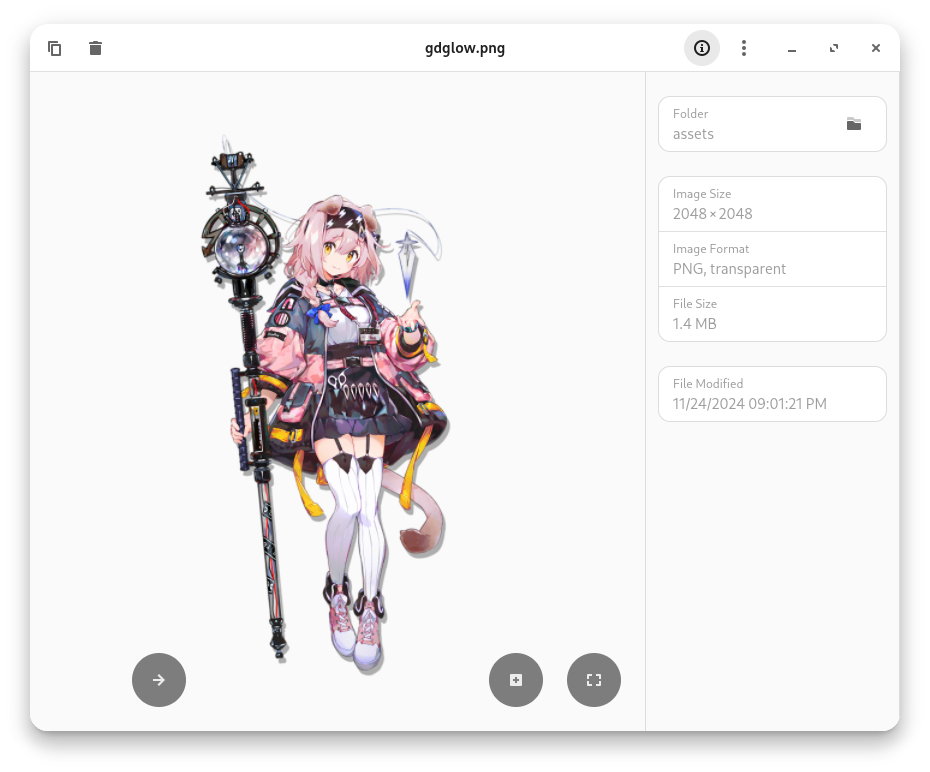 gdglow.png
Folder
assets
Image Size
2048 × 2048
Image Format
PNG, transparent
File Size
1.4 MB
File Modified
11/24/2024 09:01:21 PM